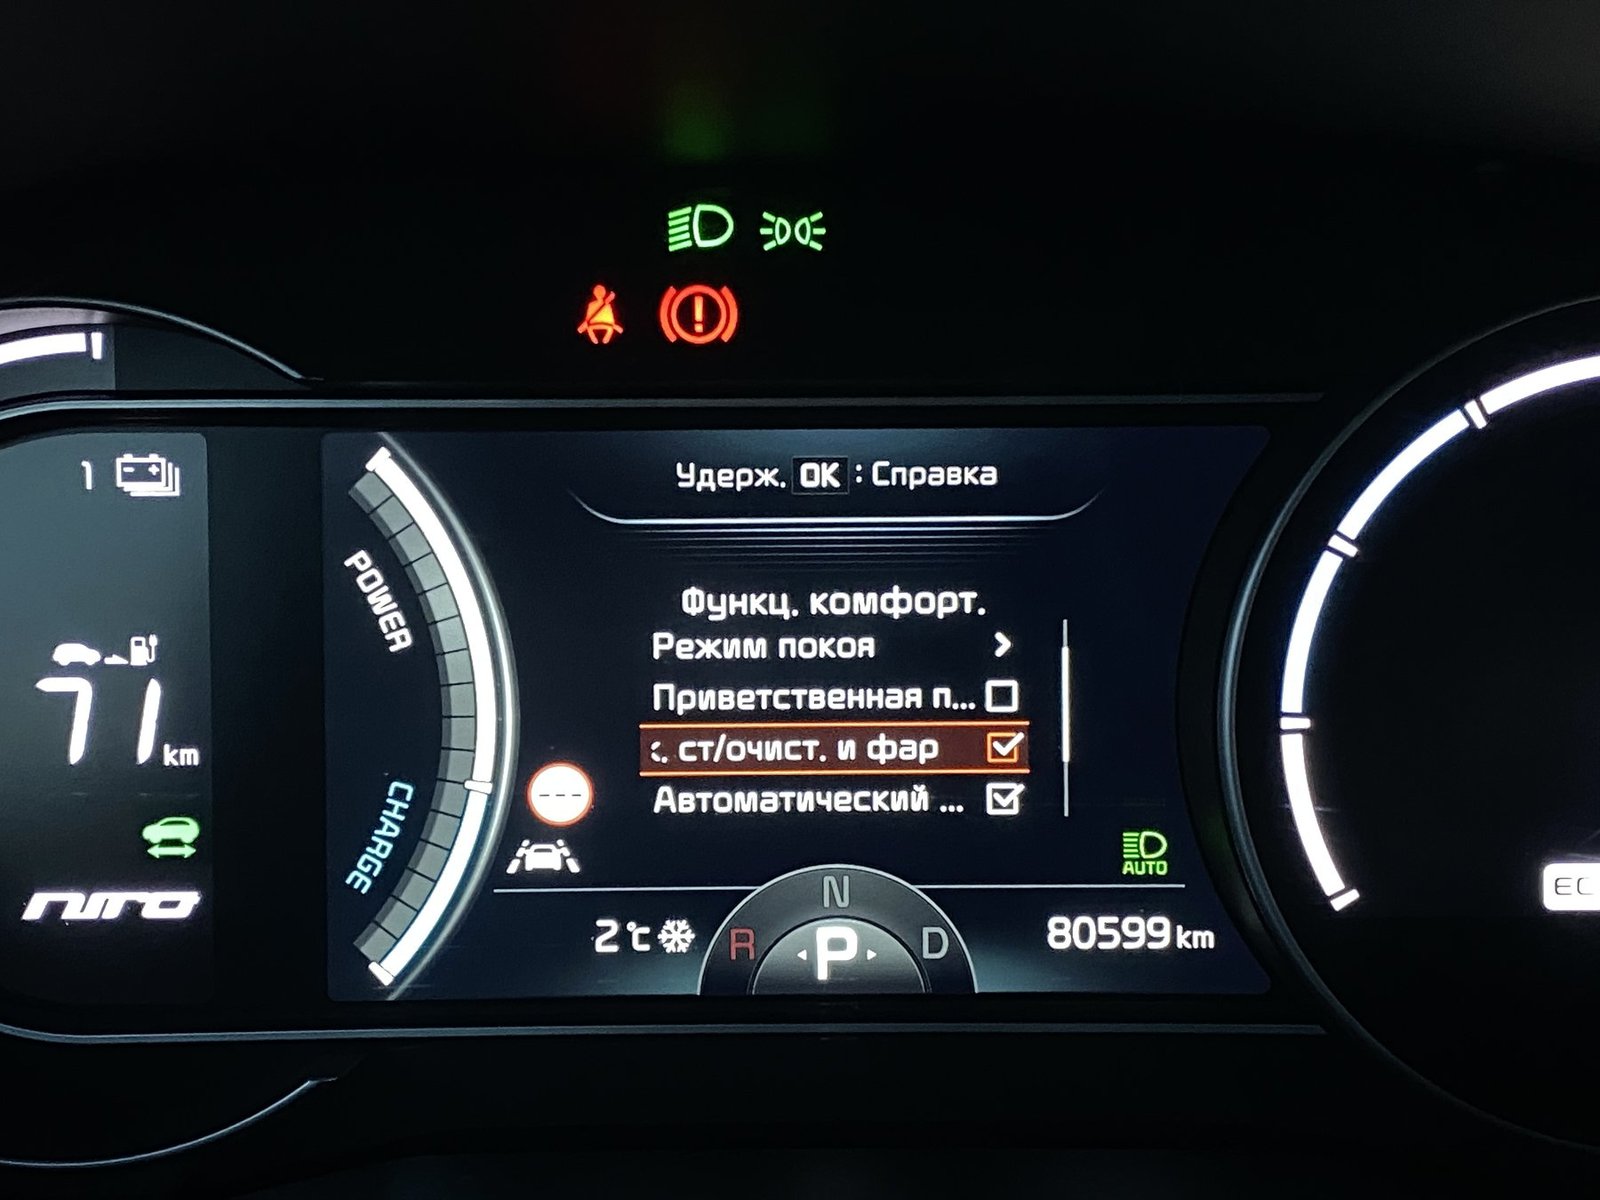 Удерж. OK : Справка
1
POWER
Функц. комфорт.
Режим покоя
Приветственная п...
. ст/очист. и фар
Автоматический ...
71 km
CHARGE
AUTO
NIRO
EC
N
2°C
R
P
D
80599 km